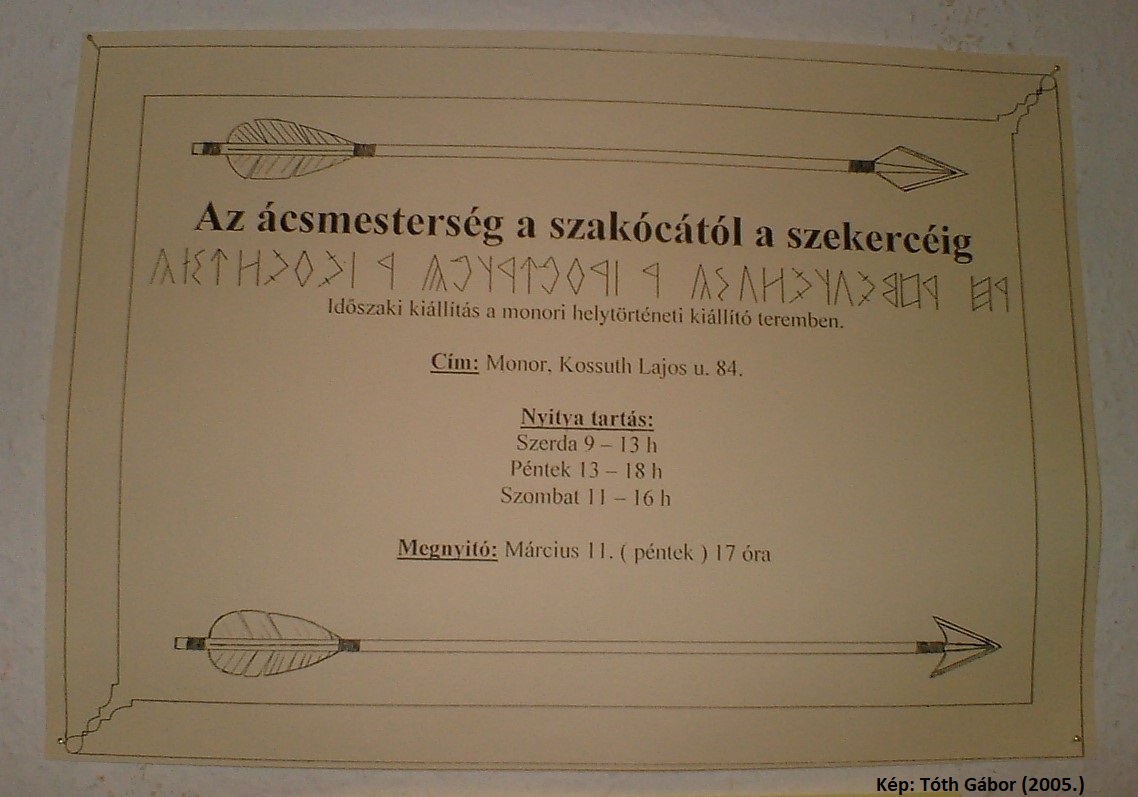 Az ácsmesterség a szakócától a szekercéig
Időszaki kiállítás a monori helytörténeti kiállító teremben.
Cím: Monor, Kossuth Lajos u. 84.
Nyitva tartás:
Szerda 9 – 13 h
Péntek 13 – 18 h
Szombat 11 – 16 h
Megnyitó: Március 11. ( péntek ) 17 óra
Kép: Tóth Gábor (2005.)